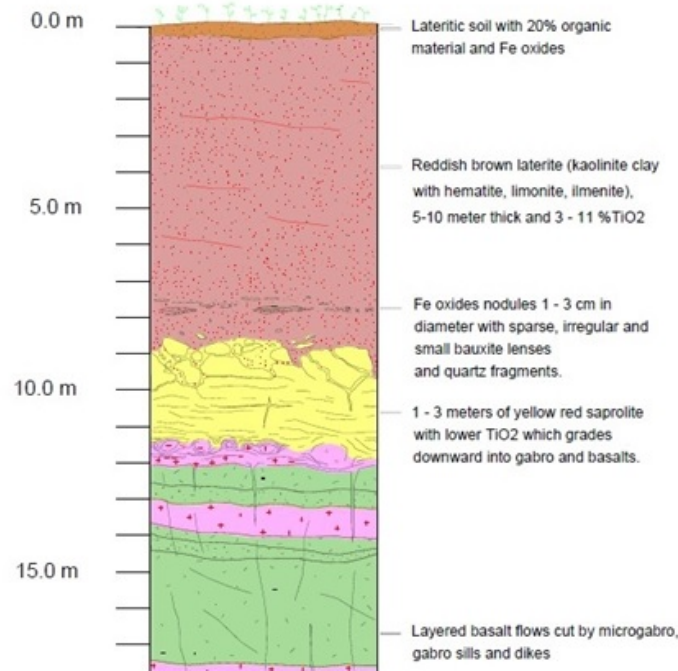 0.0 m
Lateritic soil with 20% organic
material and Fe oxides
Reddish brown laterite (kaolinite clay
with hematite, limonite, ilmenite),
5.0 m
5-10 meter thick and 3 - 11 %TiO2
Fe oxides nodules 1 - 3 cm in
diameter with sparse, irregular and
small bauxite lenses
and quartz fragments.
10.0 m
1 - 3 meters of yellow red saprolite
with lower TiO2 which grades
downward into gabro and basalts.
15.0 m
Layered basalt flows cut by microgabro,
gabro sills and dikes